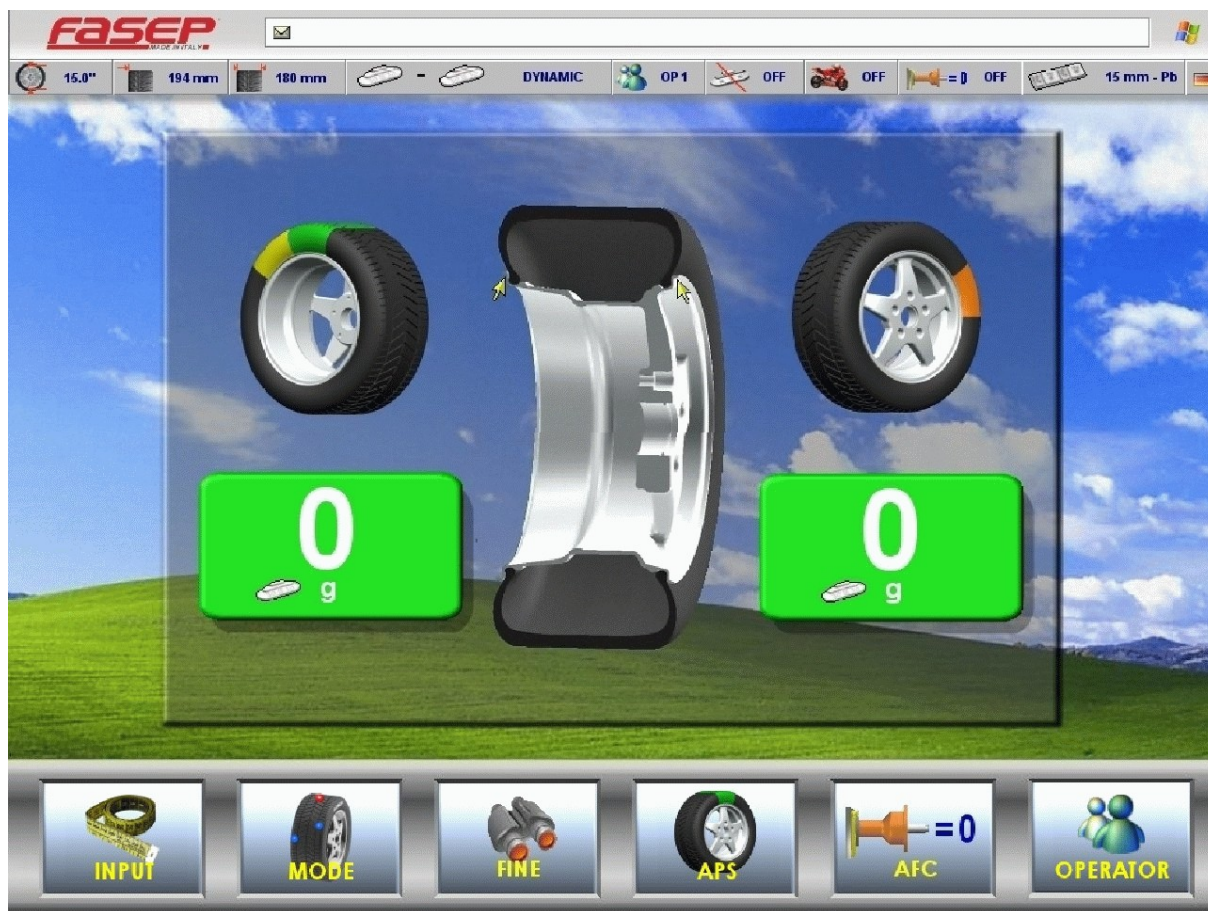 FASEP
MADE IN ITALY
15.0" 194 mm 180 mm - DYNAMIC OP 1 OFF OFF = 0 OFF 15 mm - Pb
0 0
g g
=0
INPUT MODE FINE APS AFC OPERATOR